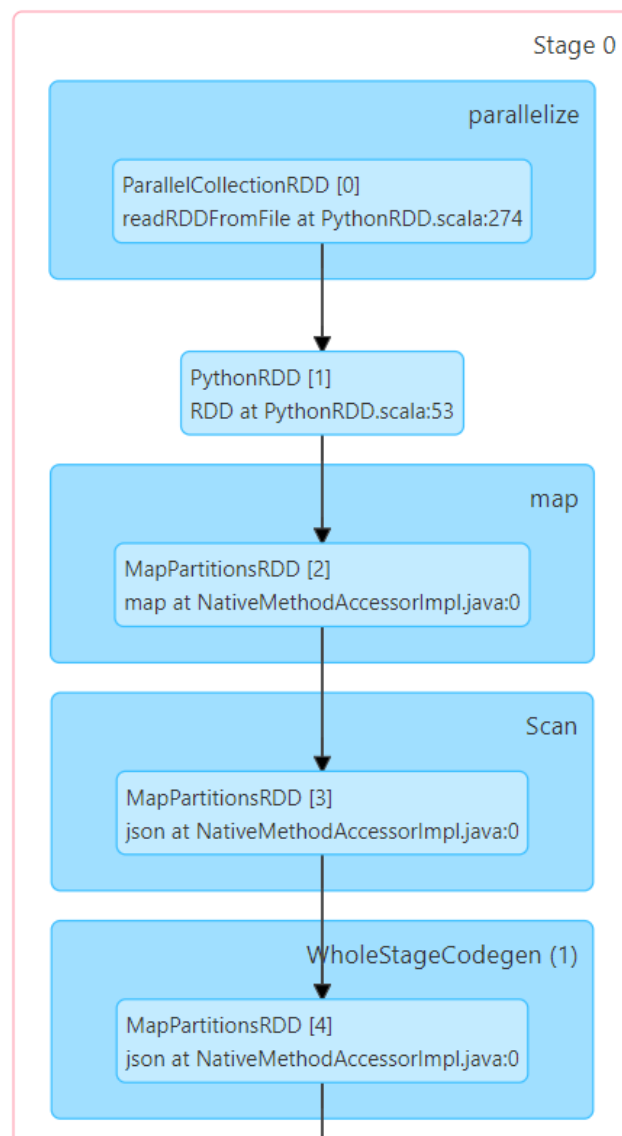 Stage 0
parallelize
ParallelCollectionRDD [0]
readRDDFromFile at PythonRDD.scala:274
PythonRDD [1]
RDD at PythonRDD.scala:53
map
MapPartitionsRDD [2]
map at NativeMethodAccessorImpl.java:0
Scan
MapPartitionsRDD [3]
json at NativeMethodAccessorImpl.java:0
WholeStageCodegen (1)
MapPartitionsRDD [4]
json at NativeMethodAccessorImpl.java:0